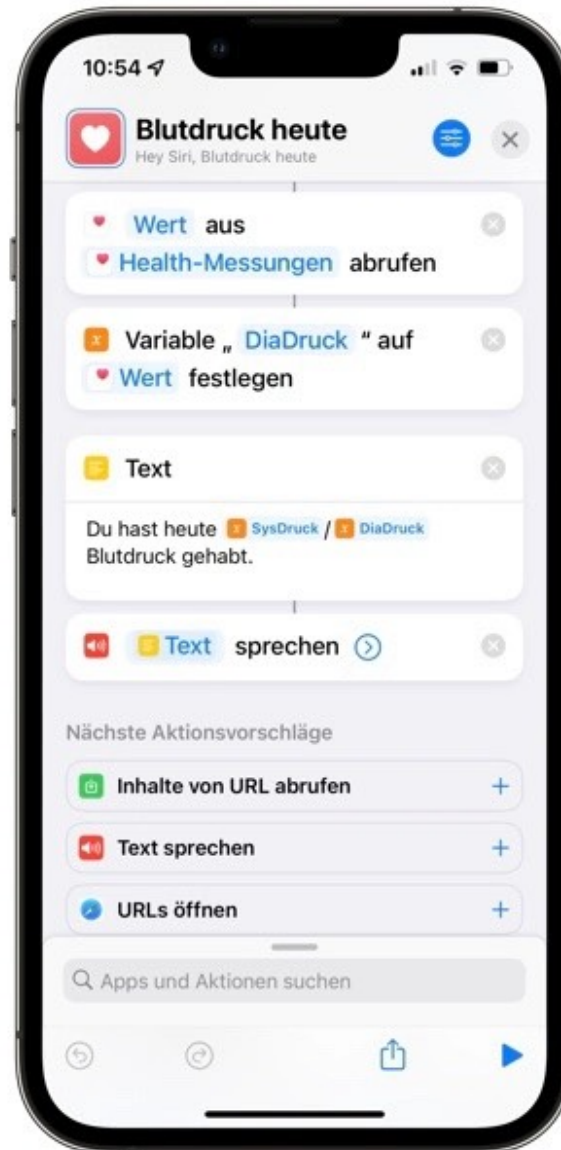 10:54
Blutdruck heute
Hey Siri, Blutdruck heute
Wert aus
Health-Messungen abrufen
x Variable „ DiaDruck “ auf
Wert festlegen
Text
Du hast heute x SysDruck / x DiaDruck
Blutdruck gehabt.
Text sprechen
Nächste Aktionsvorschläge
Inhalte von URL abrufen
Text sprechen
URLs öffnen
Apps und Aktionen suchen